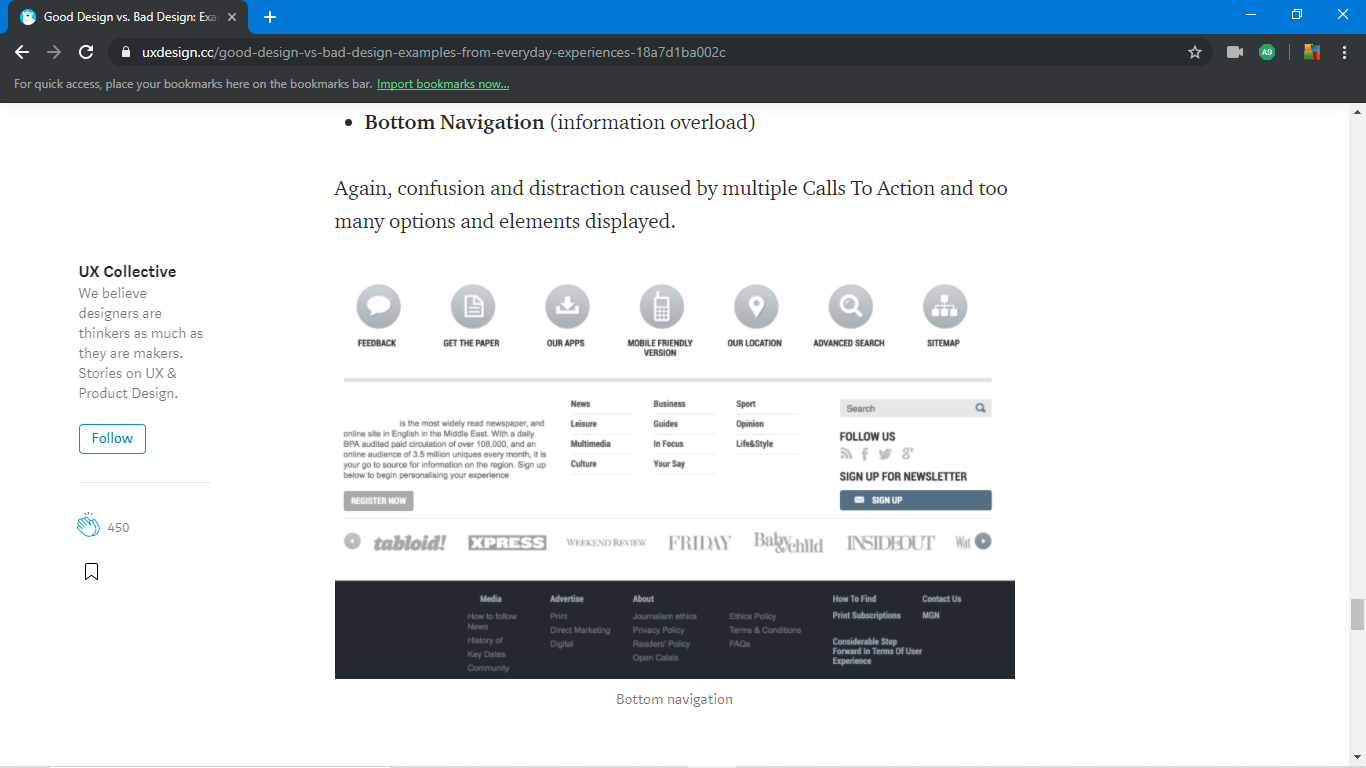 Good Design vs. Bad Design: Exa
uxdesign.cc/good-design-vs-bad-design-examples-from-everyday-experiences-18a7d1ba002c
AD
For quick access, place your bookmarks here on the bookmarks bar. Import bookmarks now...
• Bottom Navigation (information overload)
Again, confusion and distraction caused by multiple Calls To Action and too
many options and elements displayed.
UX Collective
We believe
designers are
thinkers as much as
they are makers.
Stories on UX &
Product Design.
Follow
450
FEEDBACK
GET THE PAPER
OUR APPS
MOBILE FRIENDLY
VERSION
OUR LOCATION
ADVANCED SEARCH
SITEMAP
is the most widely read newspaper, and
online site in English in the Middle East. With a daily
BPA audited paid circulation of over 108,000, and an
online audience of 3.5 million uniques every month, it is
your go to source for information on the region. Sign up
below to begin personalising your experience
REGISTER NOW
News
Leisure
Multimedia
Culture
Business
Guides
In Focus
Your Say
Sport
Opinion
Life&Style
Search
FOLLOW US
SIGN UP FOR NEWSLETTER
SIGN UP
tabloid!
XPRESS
WEEKEND REVIEW
FRIDAY
Baby&child
INSIDEOUT
Wat
Media
How to follow
News
History of
Key Dates
Community
Advertise
Print
Direct Marketing
Digital
About
Journalism ethics
Privacy Policy
Readers' Policy
Open Calais
Ethics Policy
Terms & Conditions
FAQs
How To Find
Print Subscriptions
Considerable Step
Forward In Terms Of User
Experience
Contact Us
MGN
Bottom navigation